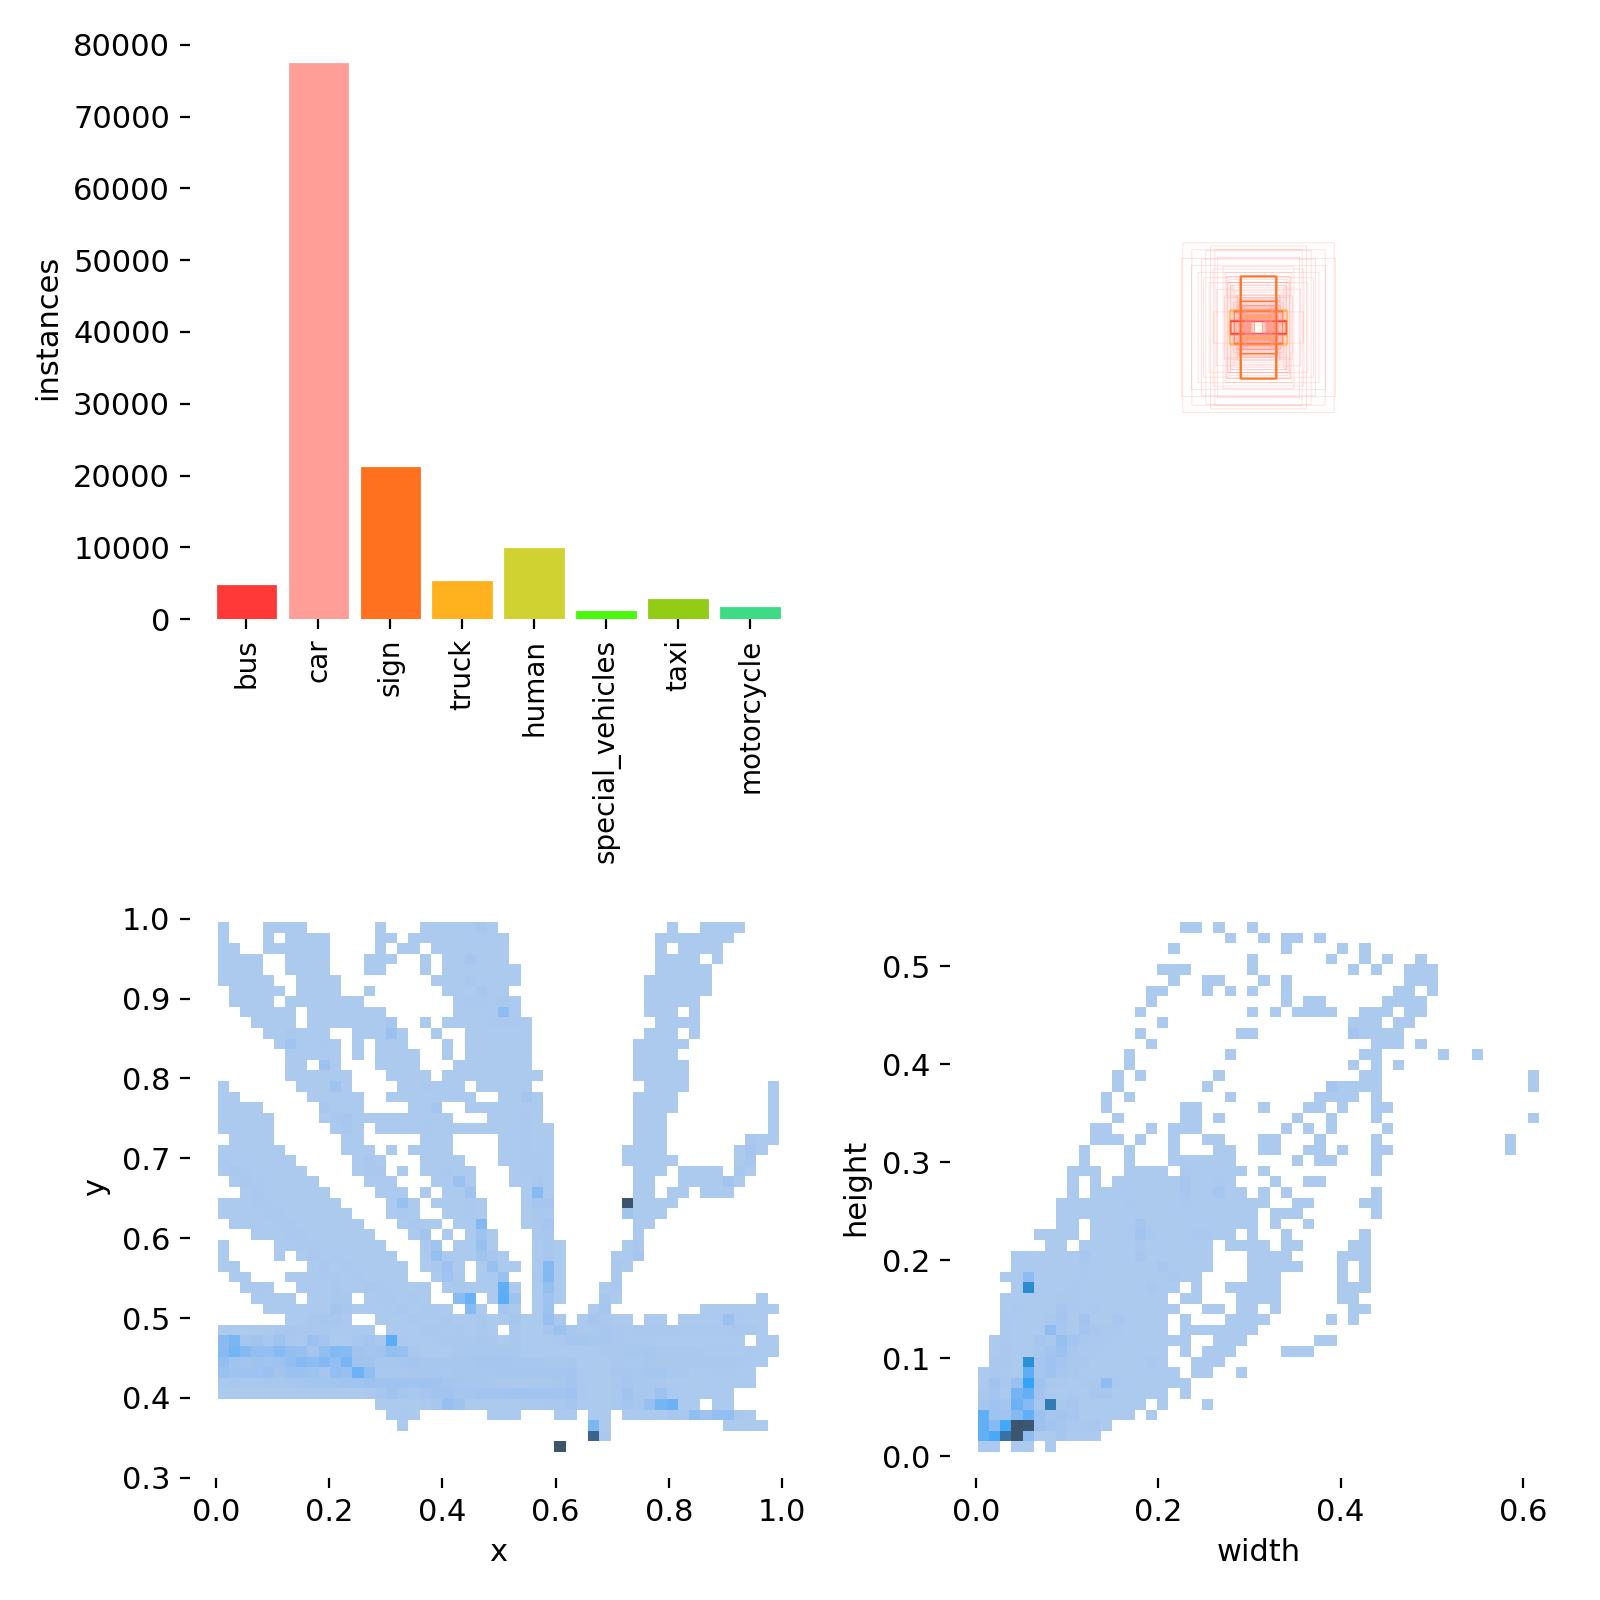 80000
70000
60000
50000
40000
30000
20000
10000
0
instances
bus
car
sign
truck
human
special_vehicles
taxi
motorcycle
1.0
0.9
0.8
0.7
0.6
0.5
0.4
0.3
y
0.0 0.2 0.4 0.6 0.8 1.0
x
0.5
0.4
0.3
0.2
0.1
0.0
height
0.0 0.2 0.4 0.6
width